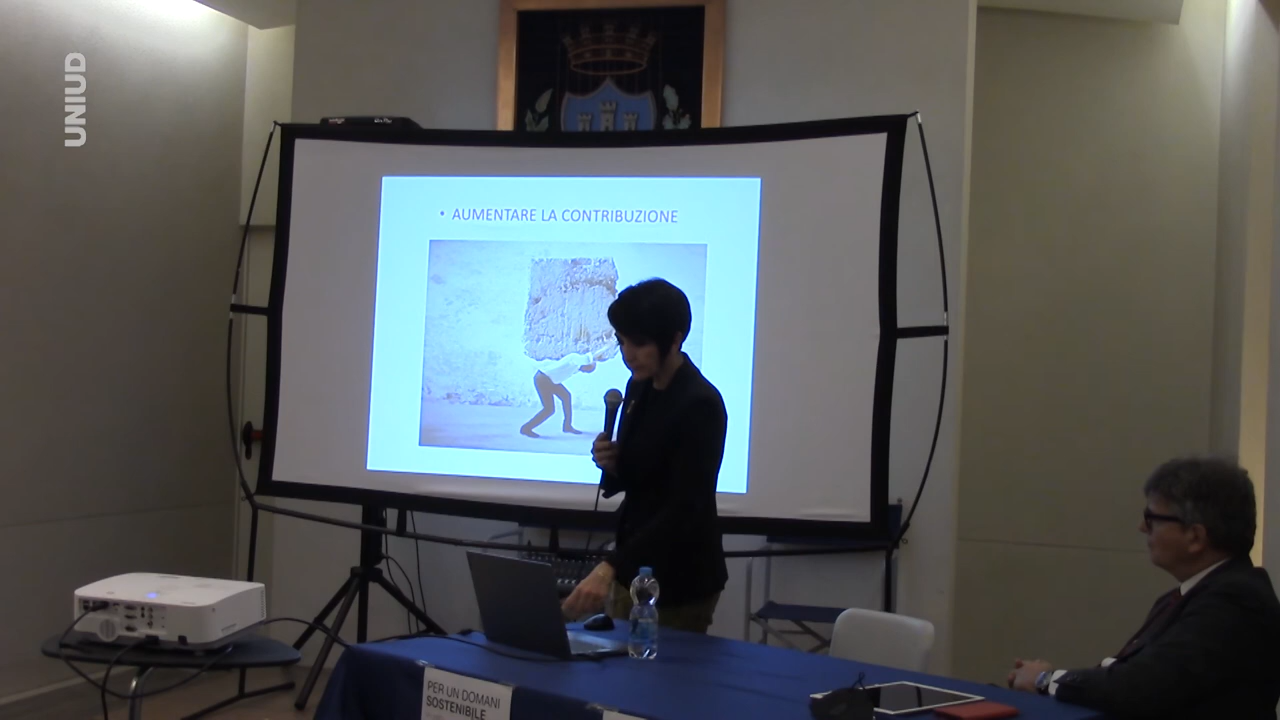 UNIUD
• AUMENTARE LA CONTRIBUZIONE
PER UN DOMANI
SOSTENIBILE